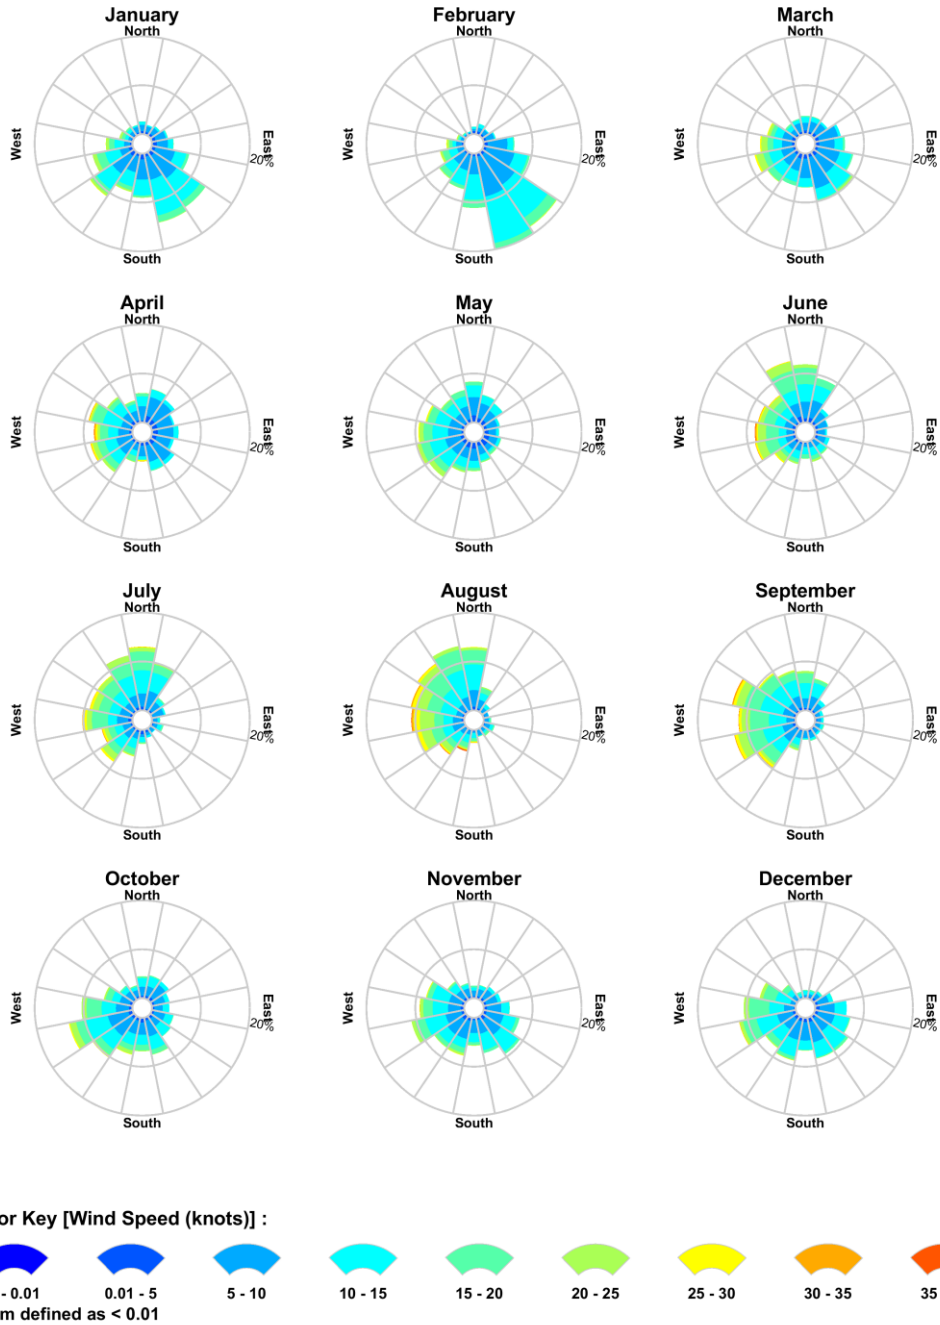 January February March
North North North
West East 20% West East 20% West East 20%
South South South
April May June
North North North
West East 20% West East 20% West East 20%
South South South
July August September
North North North
West East 20% West East 20% West East 20%
South South South
October November December
North North North
West East 20% West East 20% West East 20%
South South South
or Key [Wind Speed (knots)] :
- 0.01 0.01 - 5 5 - 10 10 - 15 15 - 20 20 - 25 25 - 30 30 - 35 35
m defined as < 0.01